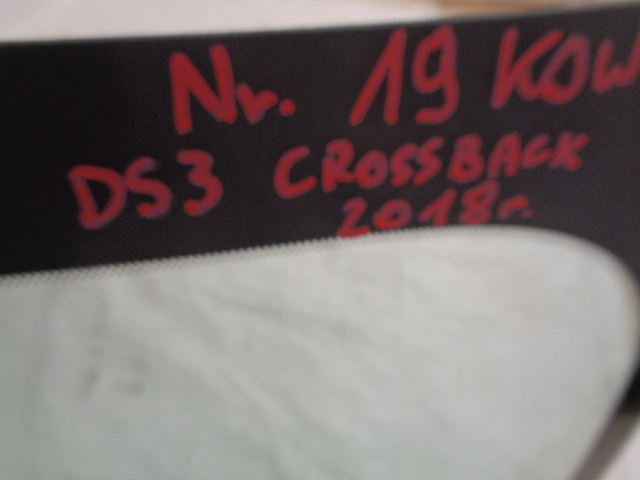 Nr. 19 KOW
DS3 CROSSBACK
2018r.